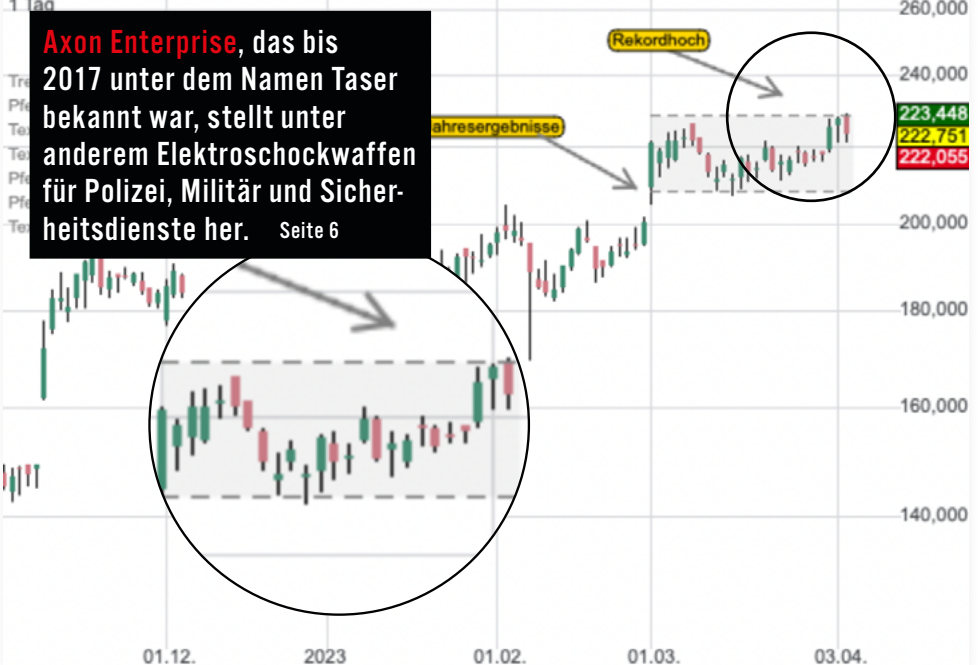 1 Tag
260,000
Axon Enterprise, das bis
2017 unter dem Namen Taser
bekannt war, stellt unter
anderem Elektroschockwaffen
für Polizei, Militär und Sicher-
heitsdienste her. Seite 6
Rekordhoch
240,000
223,448
222,751
222,055
ahresergebnisse
200,000
180,000
160,000
140,000
01.12.
2023
01.02.
01.03.
03.04.